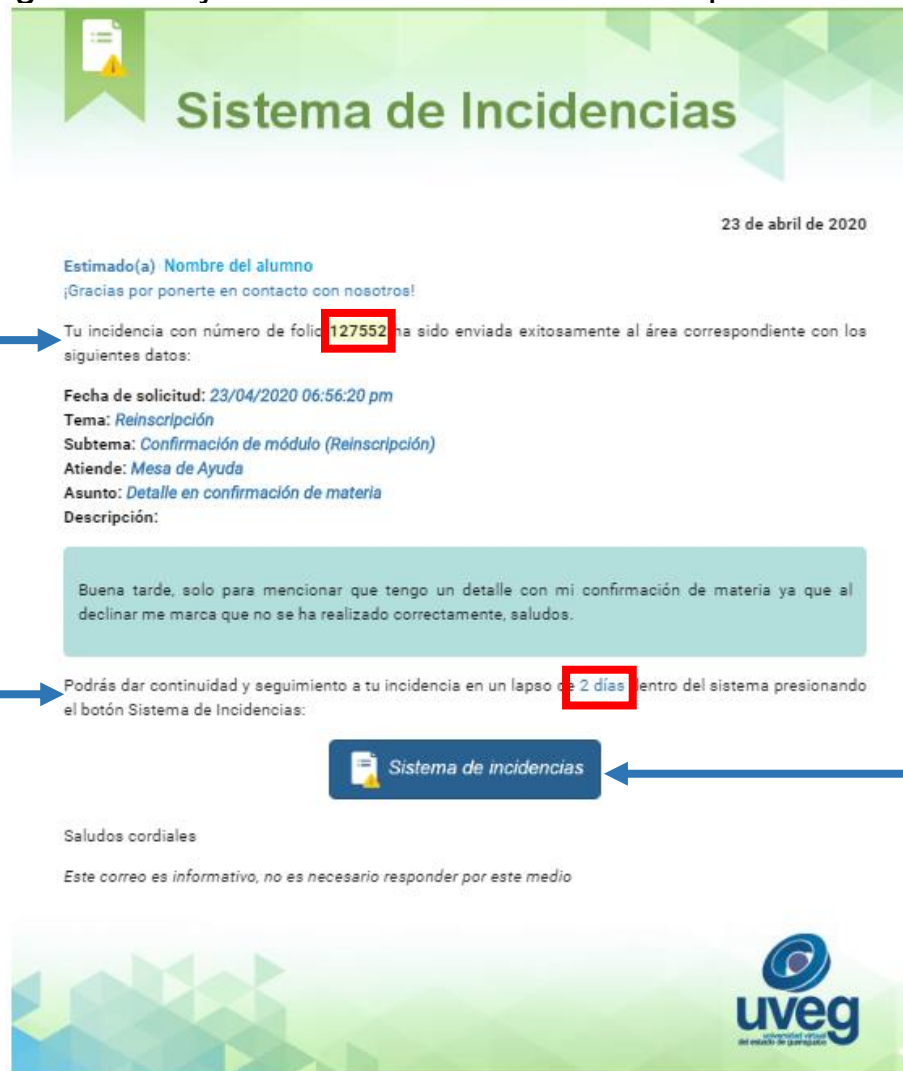 Sistema de Incidencias
23 de abril de 2020
Estimado(a) Nombre del alumno
¡Gracias por ponerte en contacto con nosotros!
Tu incidencia con número de folio 127552 ha sido enviada exitosamente al área correspondiente con los
siguientes datos:
Fecha de solicitud: 23/04/2020 06:56:20 pm
Tema: Reinscripción
Subtema: Confirmación de módulo (Reinscripción)
Atiende: Mesa de Ayuda
Asunto: Detalle en confirmación de materia
Descripción:
Buena tarde, solo para mencionar que tengo un detalle con mi confirmación de materia ya que al
declinar me marca que no se ha realizado correctamente, saludos.
Podrás dar continuidad y seguimiento a tu incidencia en un lapso de 2 días dentro del sistema presionando
el botón Sistema de Incidencias:
Sistema de incidencias
Saludos cordiales
Este correo es informativo, no es necesario responder por este medio
uveg
universidad virtual
del estado de guanajuato